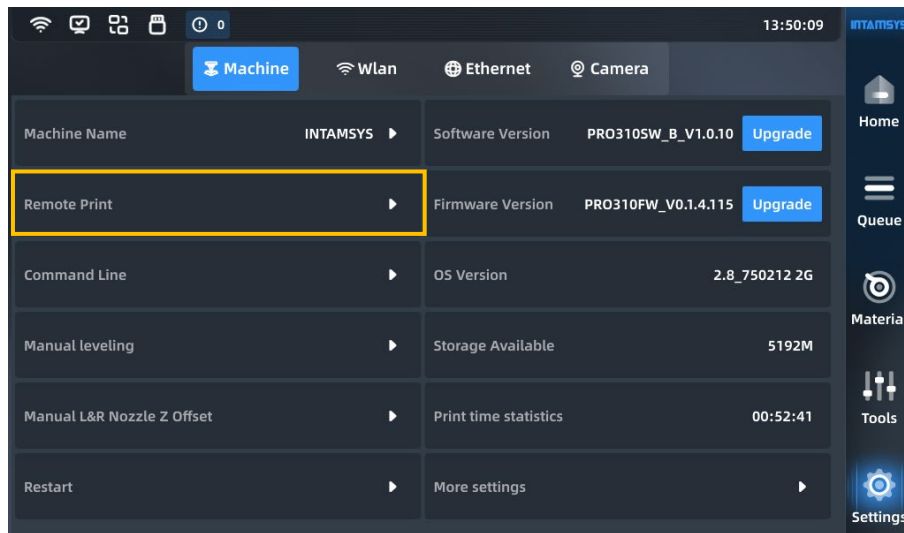 0
13:50:09
INTAMSYS
Machine
Wlan
Ethernet
Camera
Machine Name
INTAMSYS
Software Version
PRO310SW_B_V1.0.10
Upgrade
Home
Remote Print
Firmware Version
PRO310FW_V0.1.4.115
Upgrade
Queue
Command Line
OS Version
2.8_750212 2G
Materia
Manual leveling
Storage Available
5192M
Manual L&R Nozzle Z Offset
Print time statistics
00:52:41
Tools
Restart
More settings
Settings